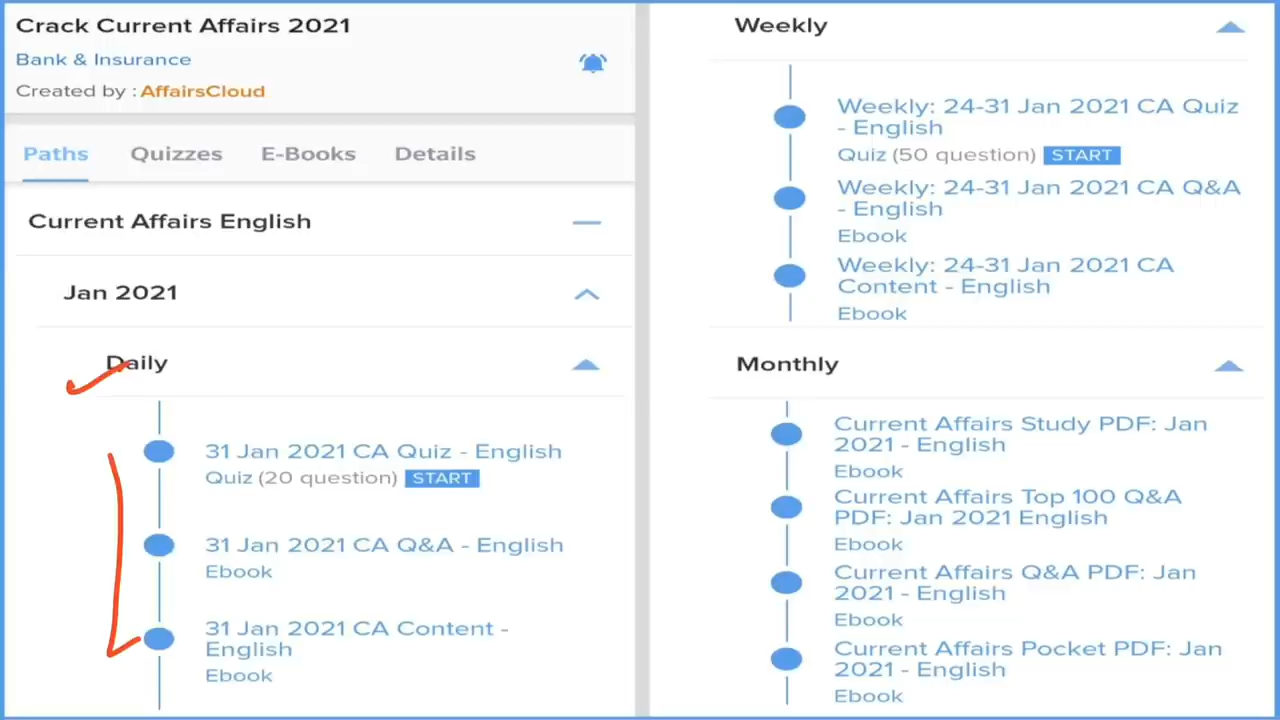 Crack Current Affairs 2021
Bank & Insurance
Created by : AffairsCloud
Paths Quizzes E-Books Details
Current Affairs English
Jan 2021
Daily
31 Jan 2021 CA Quiz - English
Quiz (20 question) START
31 Jan 2021 CA Q&A - English
Ebook
31 Jan 2021 CA Content -
English
Ebook
Weekly
Weekly: 24-31 Jan 2021 CA Quiz
- English
Quiz (50 question) START
Weekly: 24-31 Jan 2021 CA Q&A
- English
Ebook
Weekly: 24-31 Jan 2021 CA
Content - English
Ebook
Monthly
Current Affairs Study PDF: Jan
2021 - English
Ebook
Current Affairs Top 100 Q&A
PDF: Jan 2021 English
Ebook
Current Affairs Q&A PDF: Jan
2021 - English
Ebook
Current Affairs Pocket PDF: Jan
2021 - English
Ebook